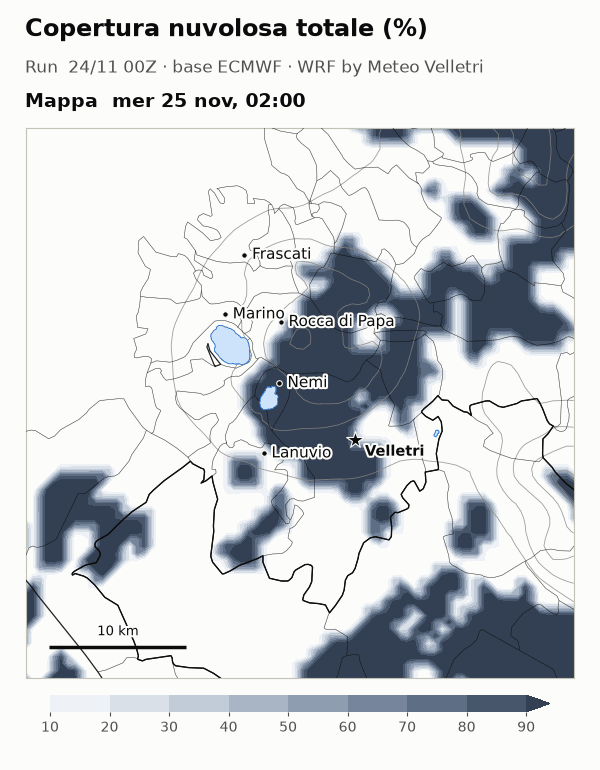 Copertura nuvolosa totale (%)
Run  24/11 00Z · base ECMWF · WRF by Meteo Velletri
Mappa  mer 25 nov, 02:00
Frascati
Marino
Rocca di Papa
Nemi
Velletri
Lanuvio
10 km
10 20 30 40 50 60 70 80 90